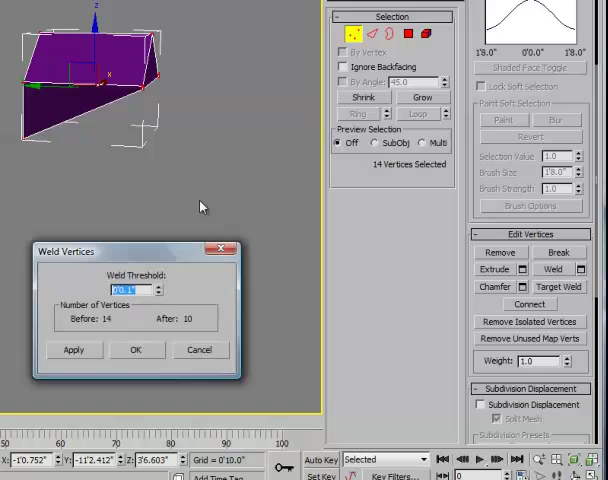 z
x
Weld Vertices
Weld Threshold:
0'0.1"
Number of Vertices
Before: 14
After: 10
Apply
OK
Cancel
Selection
By Vertex
Ignore Backfacing
By Angle:
45.0
Shrink
Grow
Ring
Loop
Preview Selection
Off
SubObj
Multi
14 Vertices Selected
1'8.0"
0'0.0"
1'8.0"
Shaded Face Toggle
Lock Soft Selection
Paint Soft Selection
Paint
Blur
Revert
Selection Value
1.0
Brush Size
1'8.0"
Brush Strength
1.0
Brush Options
Edit Vertices
Remove
Break
Extrude
Weld
Chamfer
Target Weld
Connect
Remove Isolated Vertices
Remove Unused Map Verts
Weight:
1.0
Subdivision Displacement
Subdivision Displacement
Split Mesh
Subdivision Presets
50
60
70
80
90
100
X:
-1'0.752"
Y:
-11'2.412"
Z:
3'6.603"
Grid = 0'10.0"
Auto Key
Selected
Add Time Tag
Set Key
Key Filters...
0